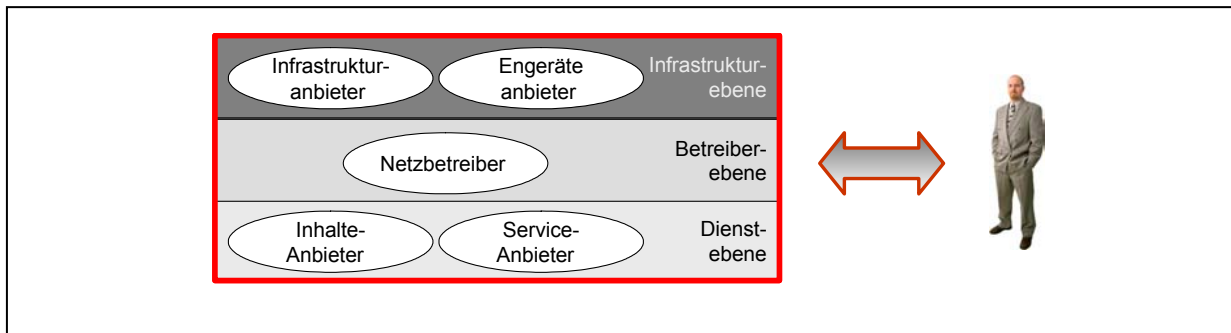 Infrastruktur-
anbieter
Engeräte
anbieter
Infrastruktur-
ebene
Netzbetreiber
Betreiber-
ebene
Inhalte-
Anbieter
Service-
Anbieter
Dienst-
ebene